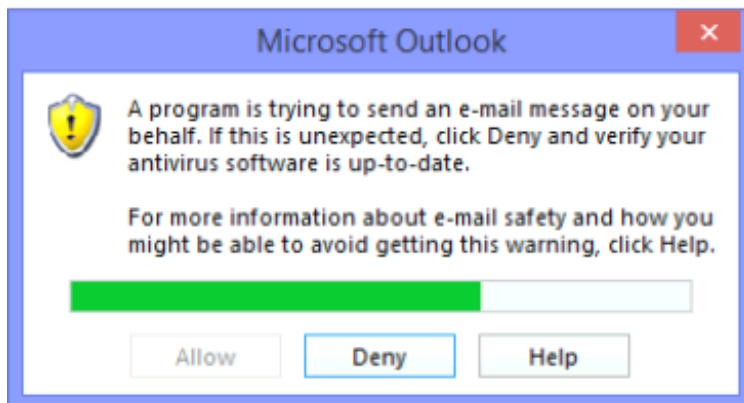 Microsoft Outlook
A program is trying to send an e-mail message on your
behalf. If this is unexpected, click Deny and verify your
antivirus software is up-to-date.
For more information about e-mail safety and how you
might be able to avoid getting this warning, click Help.
Allow
Deny
Help